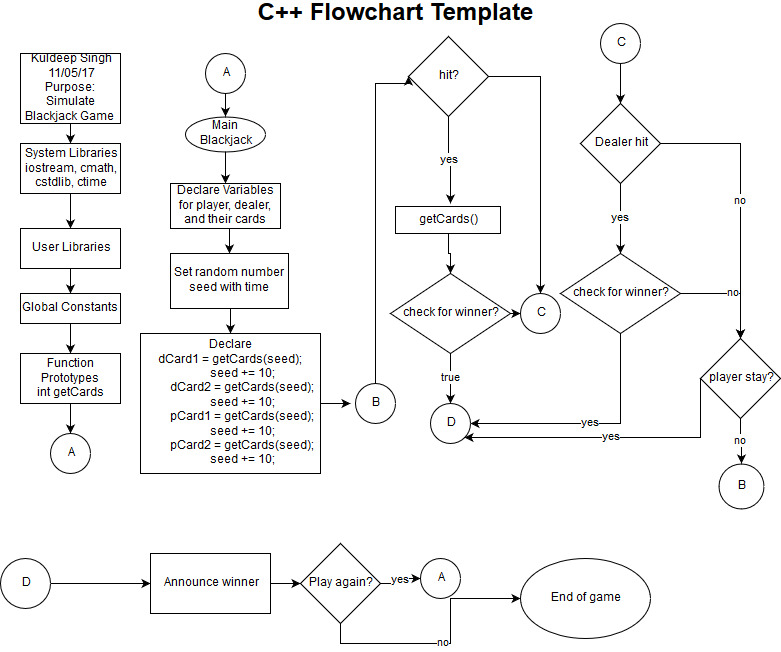 C++ Flowchart Template
Kuldeep Singh
11/05/17
Purpose:
Simulate
Blackjack Game
System Libraries
iostream, cmath,
cstdlib, ctime
User Libraries
Global Constants
Function
Prototypes
int getCards
A
A
Main
Blackjack
Declare Variables
for player, dealer,
and their cards
Set random number
seed with time
Declare
dCard1 = getCards(seed);
seed += 10;
dCard2 = getCards(seed);
seed += 10;
pCard1 = getCards(seed);
seed += 10;
pCard2 = getCards(seed);
seed += 10;
B
hit?
yes
getCards()
check for winner?
C
true
D
C
Dealer hit
no
yes
check for winner?
no
player stay?
yes
yes
no
B
D
Announce winner
Play again?
yes
A
no
End of game